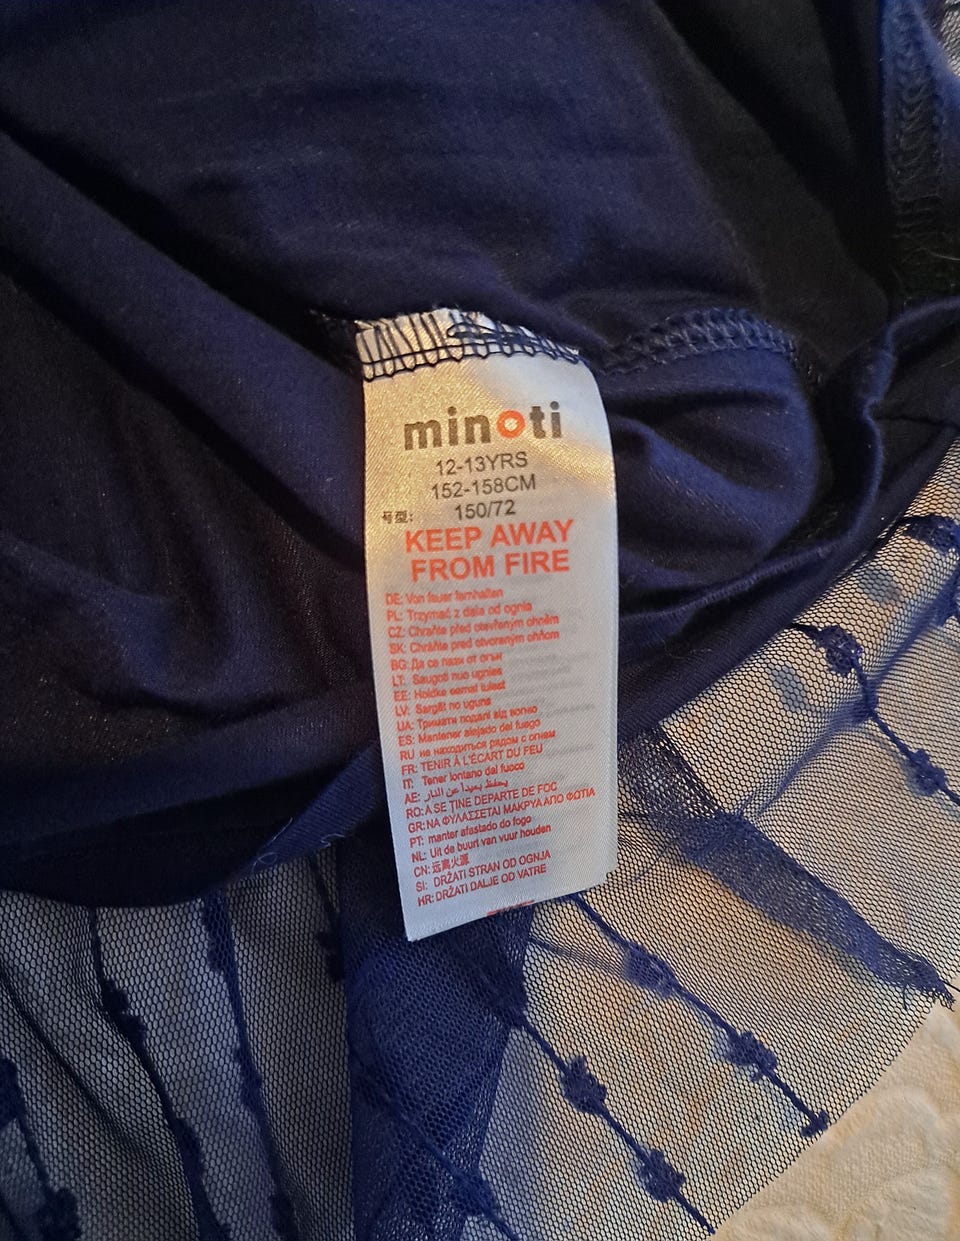 minoti
12-13YRS
152-158CM
号型: 150/72
KEEP AWAY
FROM FIRE
DE: Von feuer fernhalten
PL: Trzymać z dala od ognia
CZ: Chraňte před otevřeným ohněm
SK: Chráňte pred otvoreným ohňom
BG: Да се пази от огън
LT: Saugoti nuo ugnies
EE: Hoidke eemal tulest
LV: Sargāt no uguns
UA: Тримати подалі від вогню
ES: Mantener alejado del fuego
RU не находиться рядом с огнем
FR: TENIR À L'ÉCART DU FEU
IT: Tener lontano dal fuoco
AE: يحفظ بعيدا عن النار
RO: A SE ȚINE DEPARTE DE FOC
GR: ΝΑ ΦΥΛΑΣΣΕΤΑΙ ΜΑΚΡΥΑ ΑΠΟ ΦΩΤΙΑ
PT: manter afastado do fogo
NL: Uit de buurt van vuur houden
CN: 远离火源
SI: DRŽATI STRAN OD OGNJA
HR: DRŽATI DALJE OD VATRE